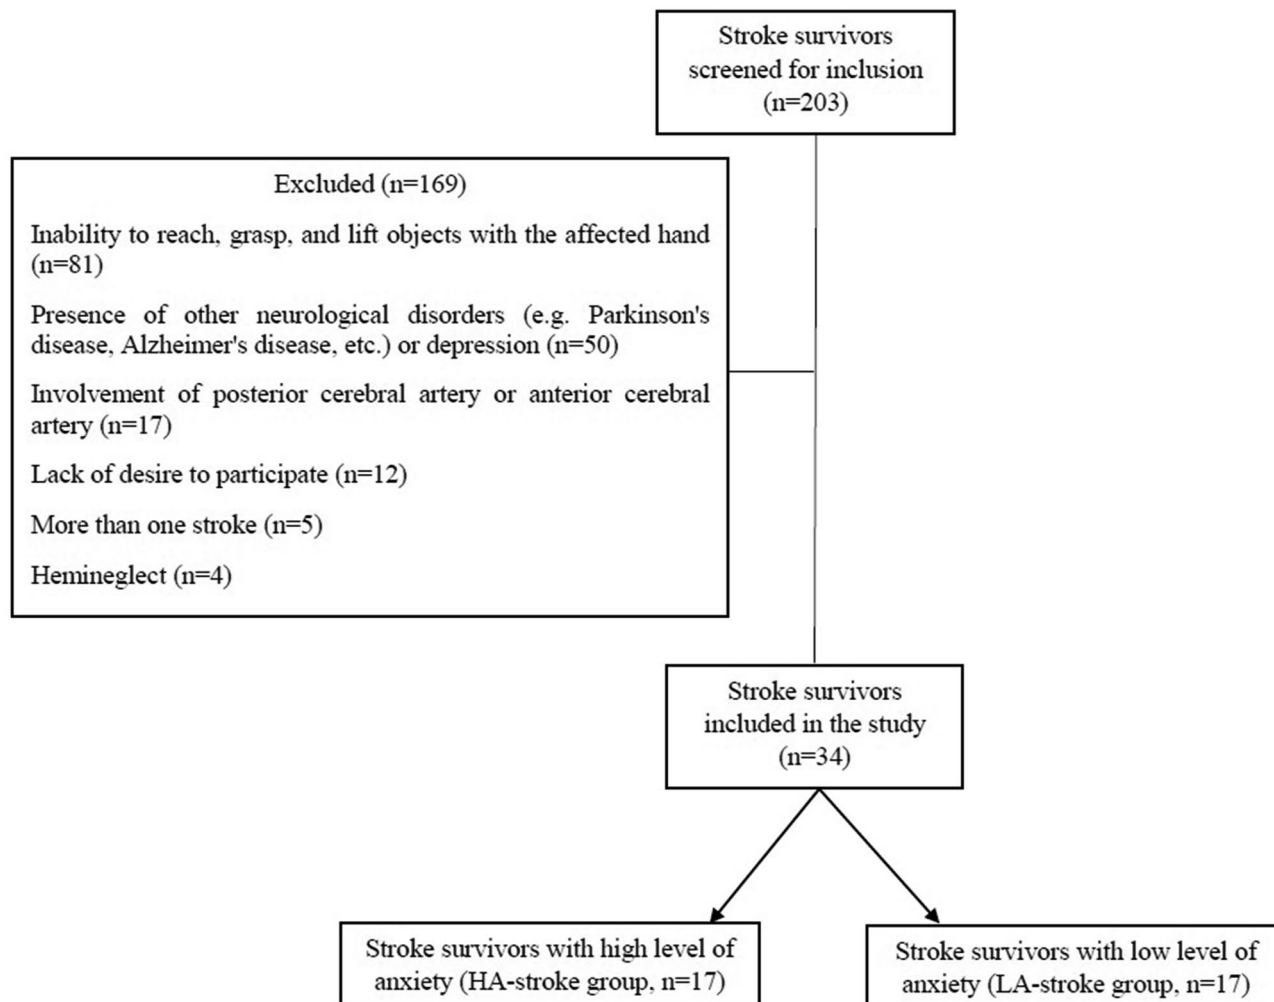 Stroke survivors
screened for inclusion
(n=203)
Excluded (n=169)
Inability to reach, grasp, and lift objects with the affected hand
(n=81)
Presence of other neurological disorders (e.g. Parkinson's
disease, Alzheimer's disease, etc.) or depression (n=50)
Involvement of posterior cerebral artery or anterior cerebral
artery (n=17)
Lack of desire to participate (n=12)
More than one stroke (n=5)
Hemineglect (n=4)
Stroke survivors
included in the study
(n=34)
Stroke survivors with high level of
anxiety (HA-stroke group, n=17)
Stroke survivors with low level of
anxiety (LA-stroke group, n=17)